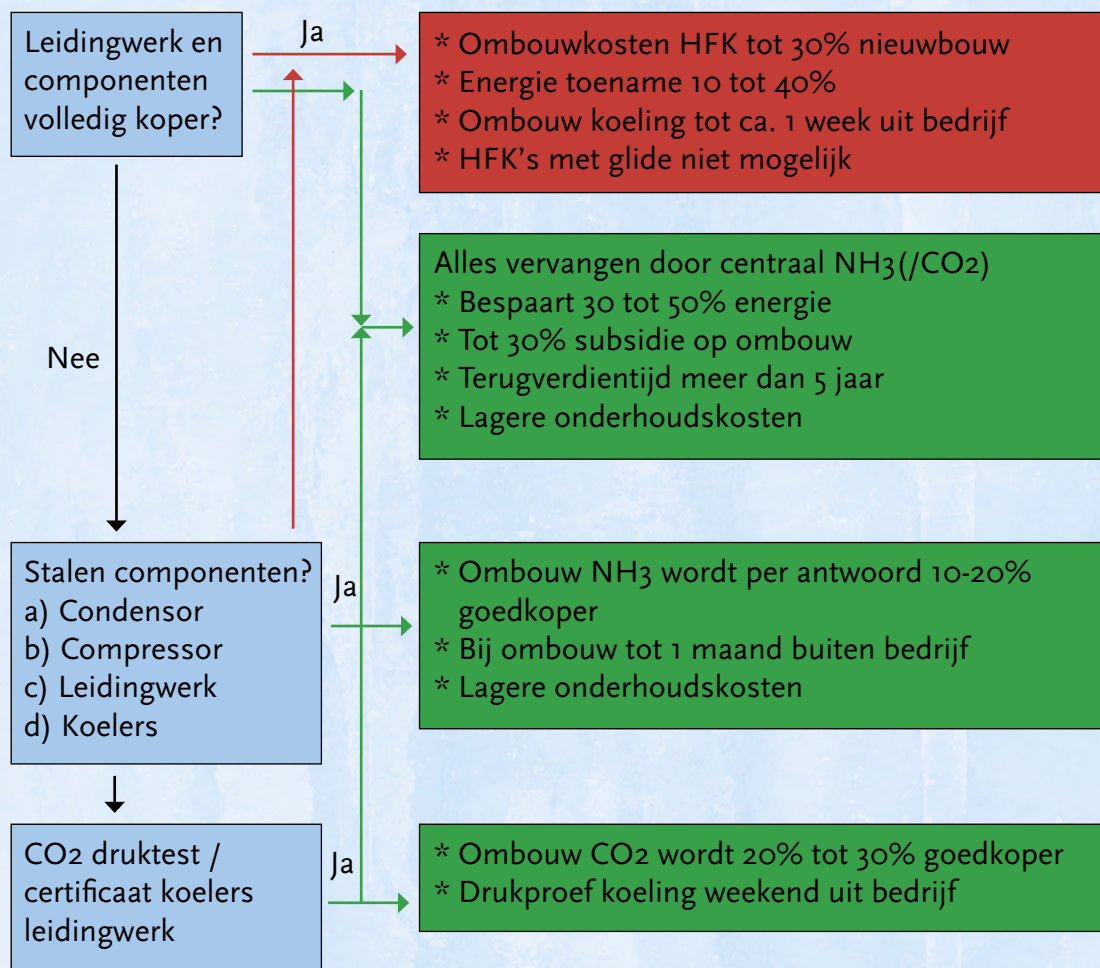 Leidingwerk en
componenten
volledig koper?
Ja
* Ombouwkosten HFK tot 30% nieuwbouw
* Energie toename 10 tot 40%
* Ombouw koeling tot ca. 1 week uit bedrijf
* HFK's met glide niet mogelijk
Alles vervangen door centraal NH3(/CO2)
* Bespaart 30 tot 50% energie
* Tot 30% subsidie op ombouw
* Terugverdientijd meer dan 5 jaar
* Lagere onderhoudskosten
Nee
Stalen componenten?
a) Condensor
b) Compressor
c) Leidingwerk
d) Koelers
Ja
* Ombouw NH3 wordt per antwoord 10-20%
goedkoper
* Bij ombouw tot 1 maand buiten bedrijf
* Lagere onderhoudskosten
CO2 druktest /
certificaat koelers
leidingwerk
Ja
* Ombouw CO2 wordt 20% tot 30% goedkoper
* Drukproef koeling weekend uit bedrijf